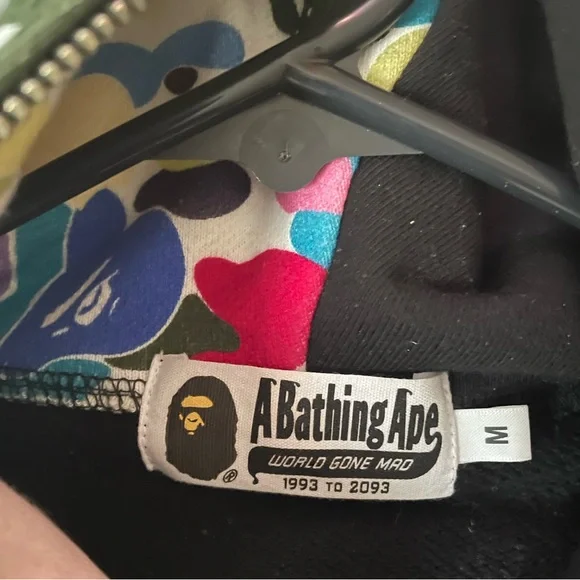 A Bathing Ape
®
WORLD GONE MAD
1993 TO 2093
M